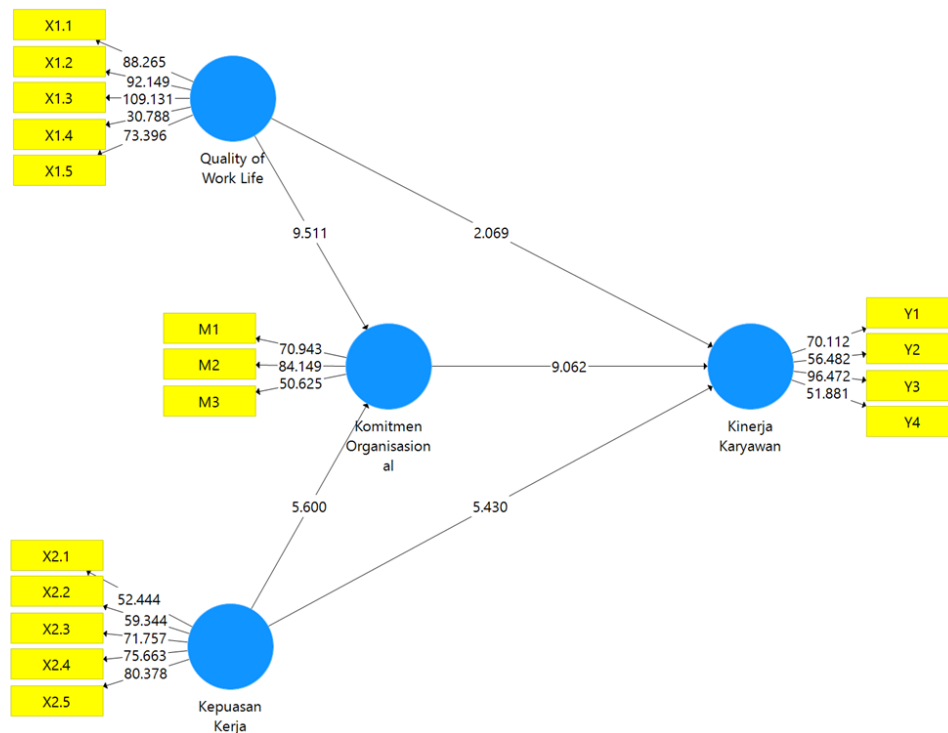 X1.1
X1.2
X1.3
X1.4
X1.5
88.265
92.149
109.131
30.788
73.396
Quality of
Work Life
9.511
2.069
M1
M2
M3
70.943
84.149
50.625
Komitmen
Organisasion
al
9.062
Y1
Y2
Y3
Y4
70.112
56.482
96.472
51.881
Kinerja
Karyawan
5.600
5.430
X2.1
X2.2
X2.3
X2.4
X2.5
52.444
59.344
71.757
75.663
80.378
Kepuasan
Kerja